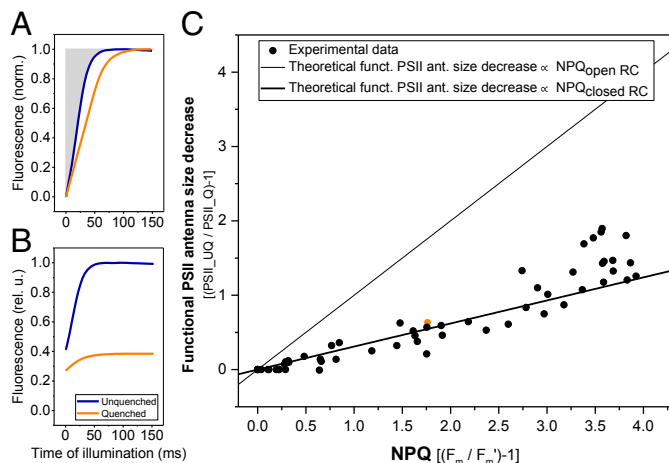 A
Fluorescence (norm.)
1.0
0.8
0.6
0.4
0.2
0.0
0
50
100
150
B
Fluorescence (rel. u.)
1.0
0.8
0.6
0.4
0.2
0.0
Unquenched
Quenched
0
50
100
150
Time of illumination (ms)
C
Functional PSII antenna size decrease
[(PSII_UQ / PSII_Q)-1]
4
3
2
1
0
Experimental data
Theoretical funct. PSII ant. size decrease ∝ NPQopen RC
Theoretical funct. PSII ant. size decrease ∝ NPQclosed RC
0.0
0.5
1.0
1.5
2.0
2.5
3.0
3.5
4.0
NPQ [(Fm / Fm')-1]